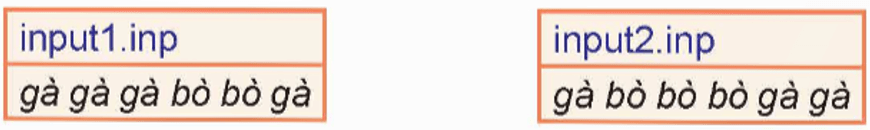 input1.inp
gà gà gà bò bò gà
input2.inp
gà bò bò bò gà gà